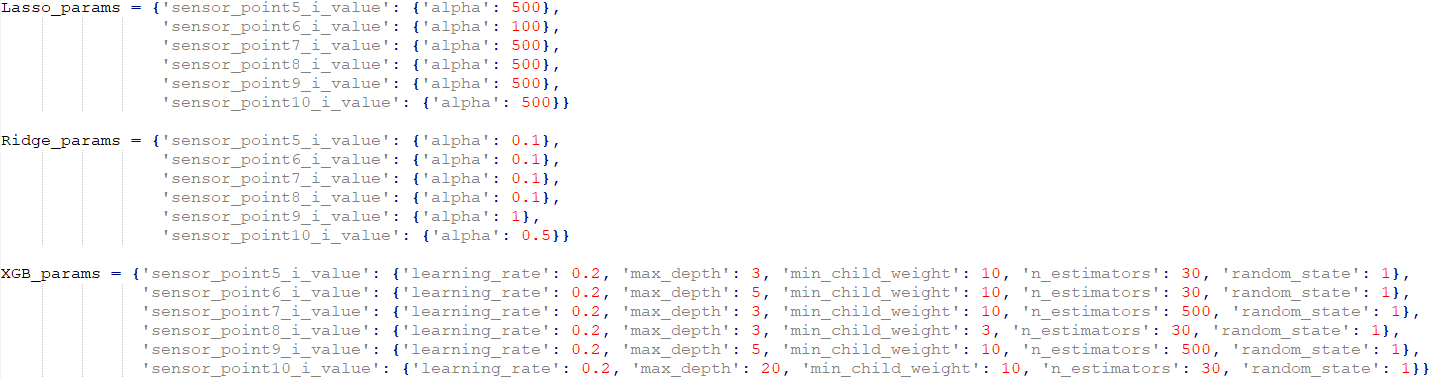 Lasso_params = {'sensor_point5_i_value': {'alpha': 500},
'sensor_point6_i_value': {'alpha': 100},
'sensor_point7_i_value': {'alpha': 500},
'sensor_point8_i_value': {'alpha': 500},
'sensor_point9_i_value': {'alpha': 500},
'sensor_point10_i_value': {'alpha': 500}}
Ridge_params = {'sensor_point5_i_value': {'alpha': 0.1},
'sensor_point6_i_value': {'alpha': 0.1},
'sensor_point7_i_value': {'alpha': 0.1},
'sensor_point8_i_value': {'alpha': 0.1},
'sensor_point9_i_value': {'alpha': 1},
'sensor_point10_i_value': {'alpha': 0.5}}
XGB_params = {'sensor_point5_i_value': {'learning_rate': 0.2, 'max_depth': 3, 'min_child_weight': 10, 'n_estimators': 30, 'random_state': 1},
'sensor_point6_i_value': {'learning_rate': 0.2, 'max_depth': 5, 'min_child_weight': 10, 'n_estimators': 30, 'random_state': 1},
'sensor_point7_i_value': {'learning_rate': 0.2, 'max_depth': 3, 'min_child_weight': 10, 'n_estimators': 500, 'random_state': 1},
'sensor_point8_i_value': {'learning_rate': 0.2, 'max_depth': 3, 'min_child_weight': 3, 'n_estimators': 30, 'random_state': 1},
'sensor_point9_i_value': {'learning_rate': 0.2, 'max_depth': 5, 'min_child_weight': 10, 'n_estimators': 500, 'random_state': 1},
'sensor_point10_i_value': {'learning_rate': 0.2, 'max_depth': 20, 'min_child_weight': 10, 'n_estimators': 30, 'random_state': 1}}